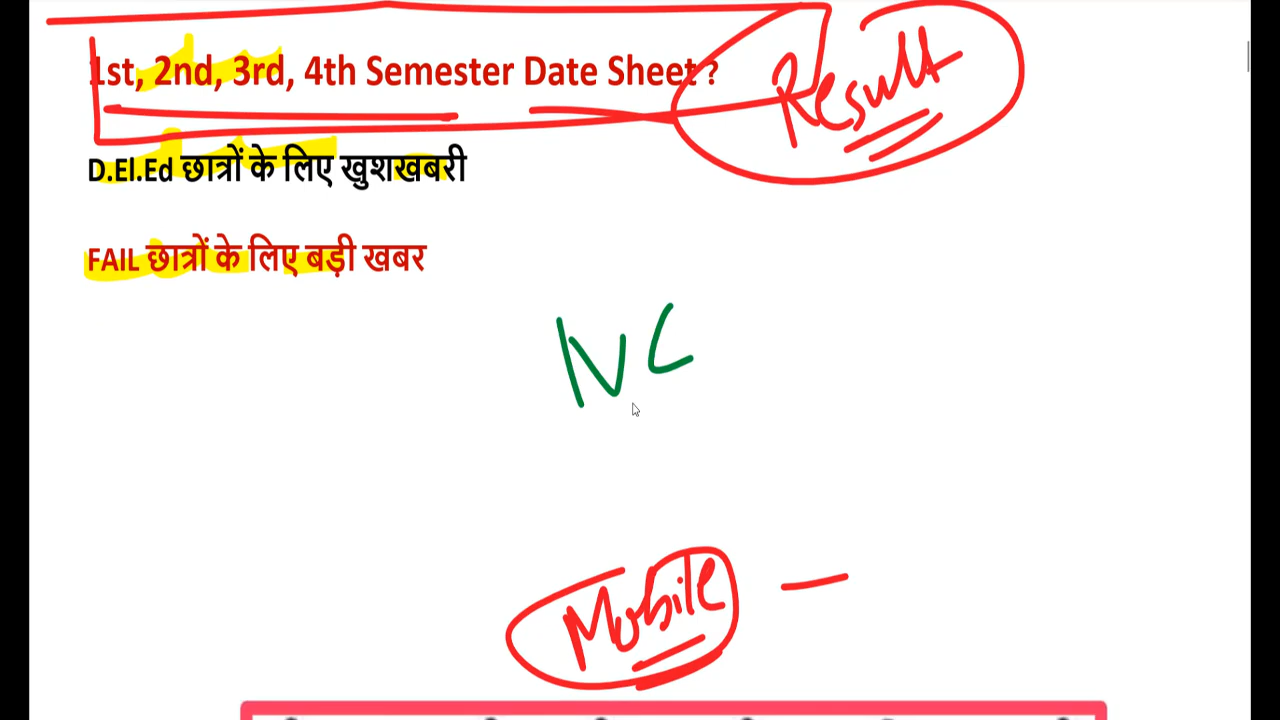 1st, 2nd, 3rd, 4th Semester Date Sheet ?
Result
D.El.Ed छात्रों के लिए खुशखबरी
FAIL छात्रों के लिए बड़ी खबर
NC
Mobile —